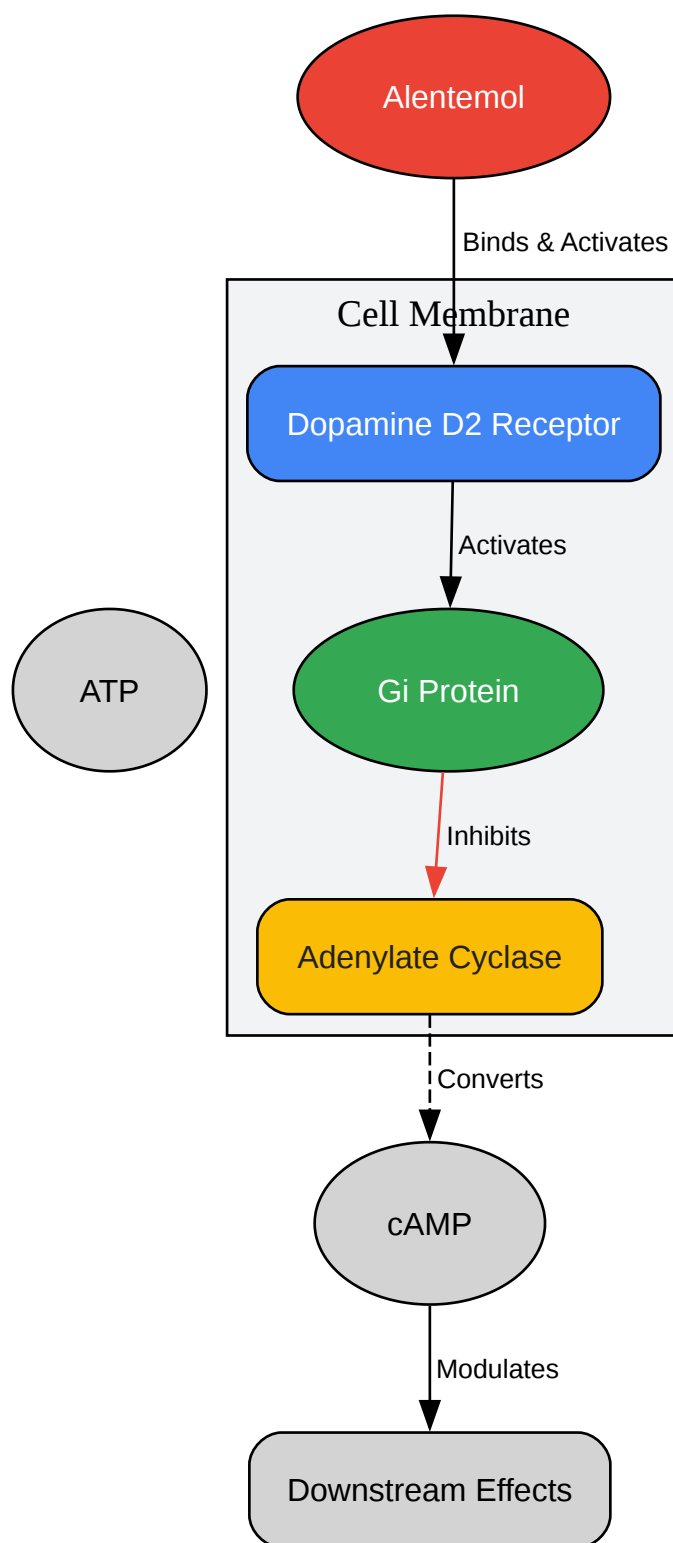 Alentemol
Binds & Activates
Cell Membrane
Dopamine D2 Receptor
Activates
ATP
Gi Protein
Inhibits
Adenylate Cyclase
Converts
cAMP
Modulates
Downstream Effects